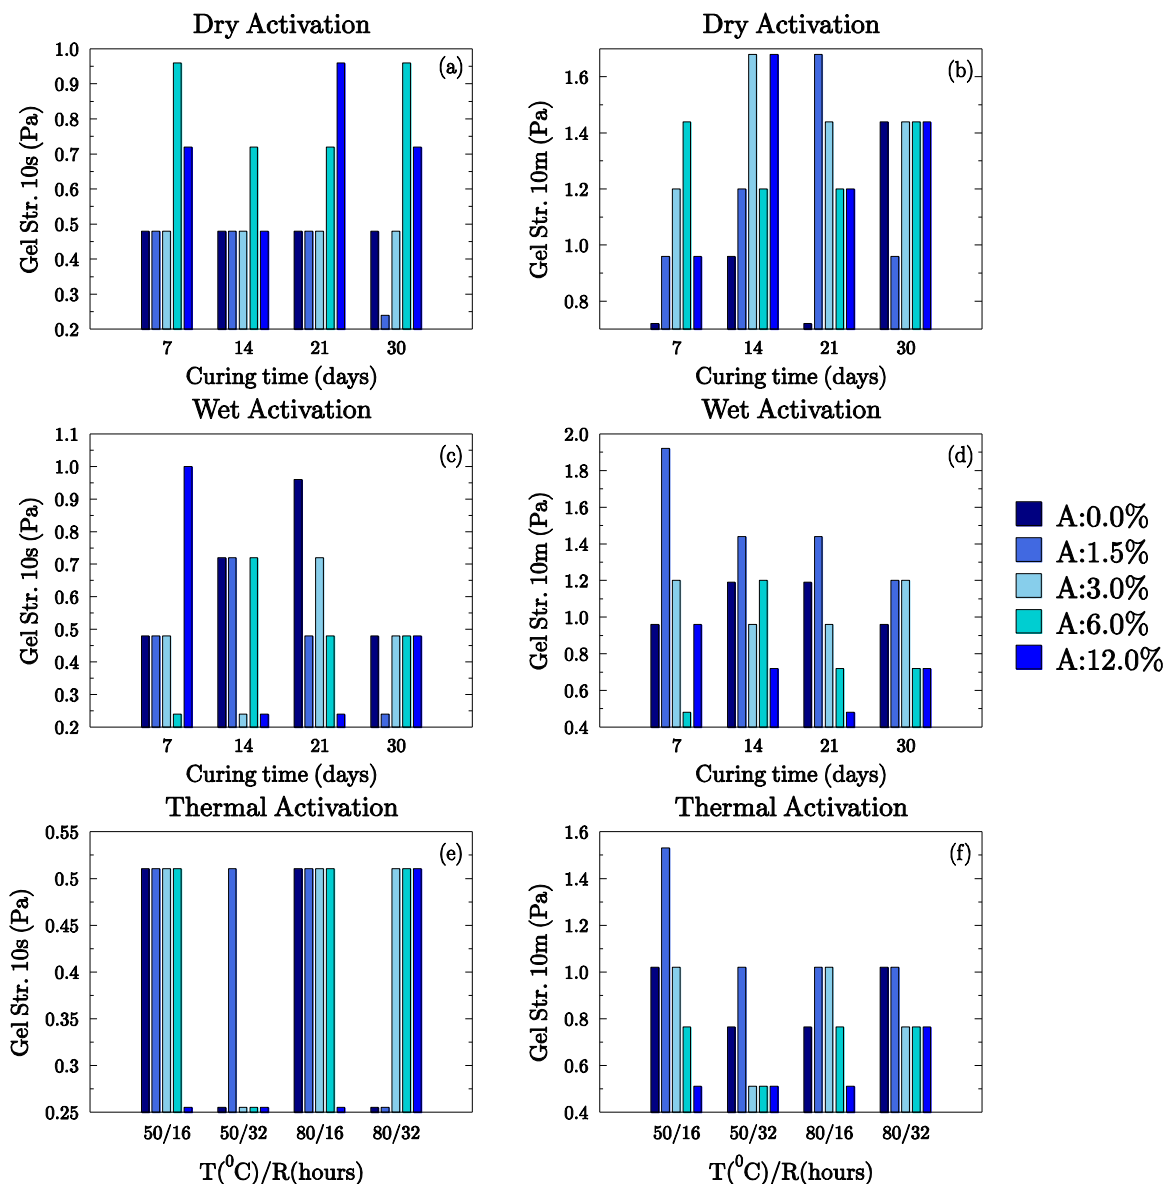 Dry Activation
(a)
Gel Str. 10s (Pa)
1.0
0.9
0.8
0.7
0.6
0.5
0.4
0.3
0.2
7 14 21 30
Curing time (days)
Dry Activation
(b)
Gel Str. 10m (Pa)
1.6
1.4
1.2
1.0
0.8
7 14 21 30
Curing time (days)
Wet Activation
(c)
Gel Str. 10s (Pa)
1.1
1.0
0.9
0.8
0.7
0.6
0.5
0.4
0.3
0.2
7 14 21 30
Curing time (days)
Wet Activation
(d)
Gel Str. 10m (Pa)
2.0
1.8
1.6
1.4
1.2
1.0
0.8
0.6
0.4
7 14 21 30
Curing time (days)
A:0.0%
A:1.5%
A:3.0%
A:6.0%
A:12.0%
Thermal Activation
(e)
Gel Str. 10s (Pa)
0.55
0.5
0.45
0.4
0.35
0.3
0.25
50/16 50/32 80/16 80/32
T(⁰C)/R(hours)
Thermal Activation
(f)
Gel Str. 10m (Pa)
1.6
1.4
1.2
1.0
0.8
0.6
0.4
50/16 50/32 80/16 80/32
T(⁰C)/R(hours)